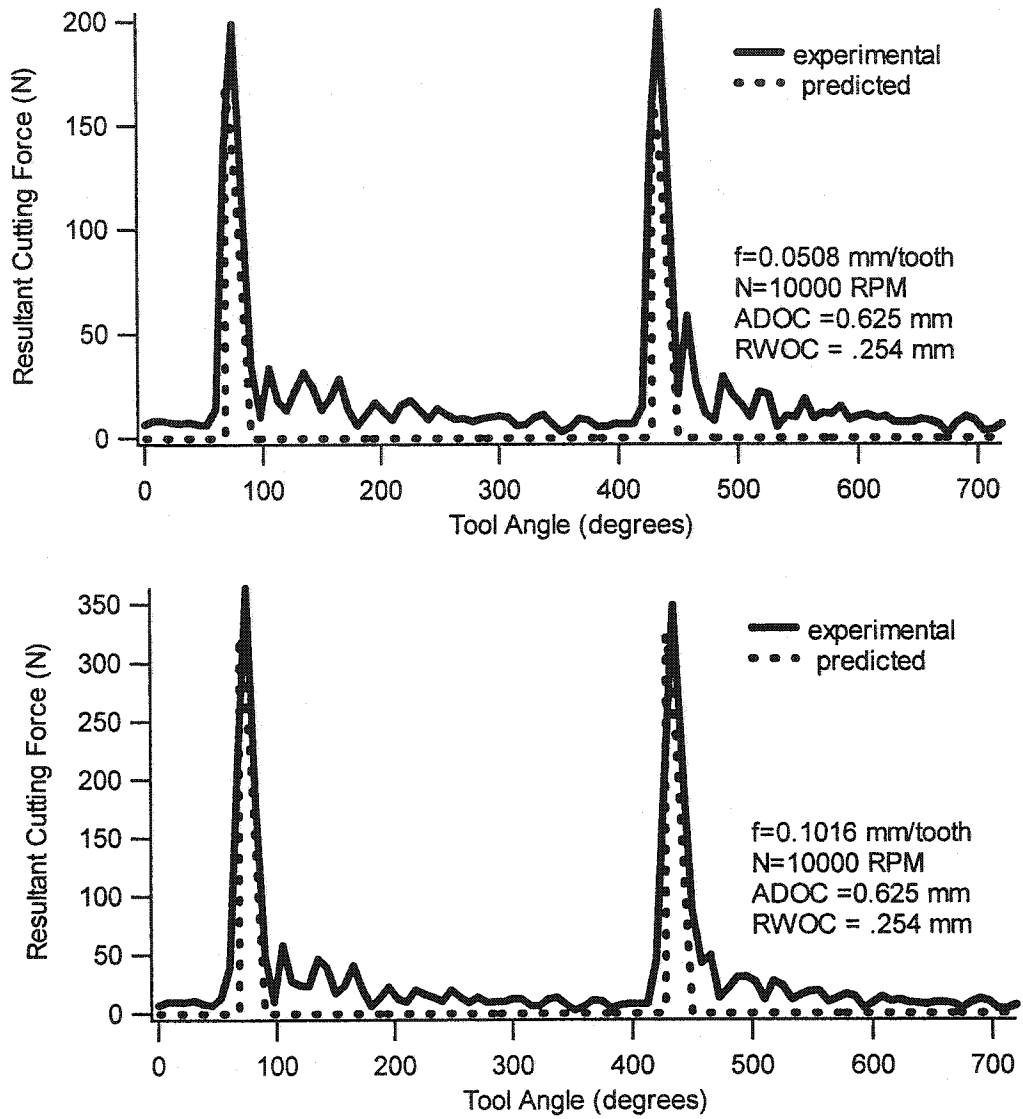 200
150
100
50
0
Resultant Cutting Force (N)
experimental
predicted
f=0.0508 mm/tooth
N=10000 RPM
ADOC =0.625 mm
RWOC = .254 mm
0 100 200 300 400 500 600 700
Tool Angle (degrees)
350
300
250
200
150
100
50
0
Resultant Cutting Force (N)
experimental
predicted
f=0.1016 mm/tooth
N=10000 RPM
ADOC =0.625 mm
RWOC = .254 mm
0 100 200 300 400 500 600 700
Tool Angle (degrees)